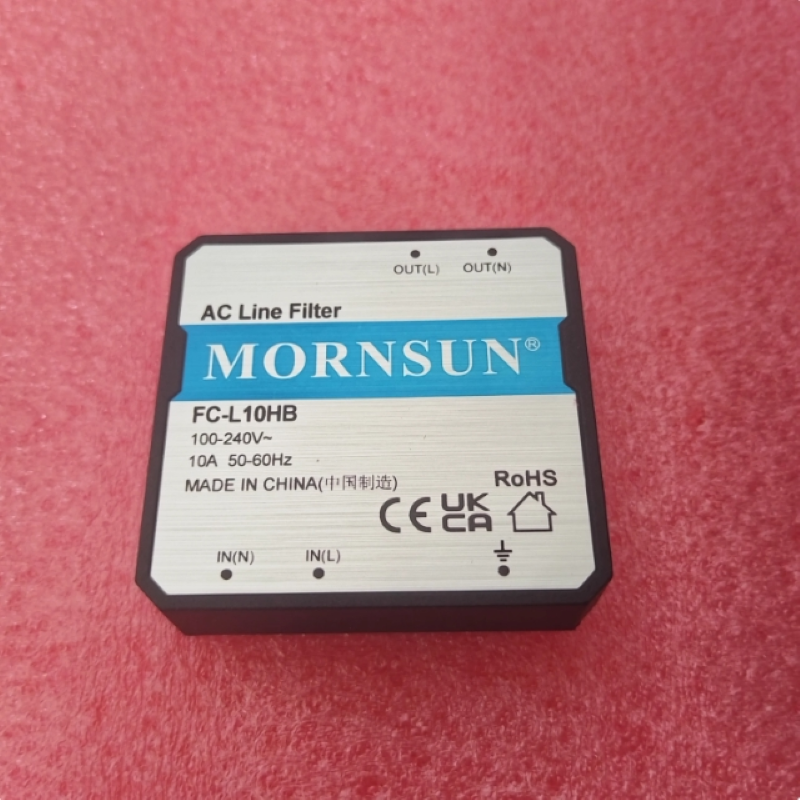 OUT(L) OUT(N)
AC Line Filter
MORNSUN®
FC-L10HB
100-240V~
10A 50-60Hz
MADE IN CHINA(中国制造)
RoHS
CE UK
CA
IN(N) IN(L)